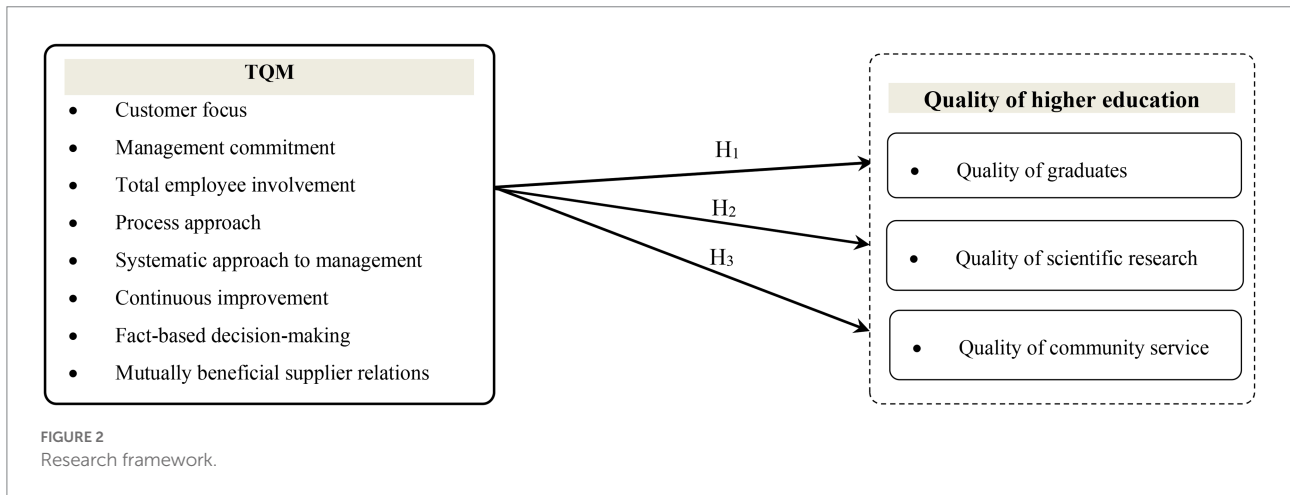 TQM
• Customer focus
• Management commitment
• Total employee involvement
• Process approach
• Systematic approach to management
• Continuous improvement
• Fact-based decision-making
• Mutually beneficial supplier relations
H1
H2
H3
Quality of higher education
• Quality of graduates
• Quality of scientific research
• Quality of community service
FIGURE 2
Research framework.